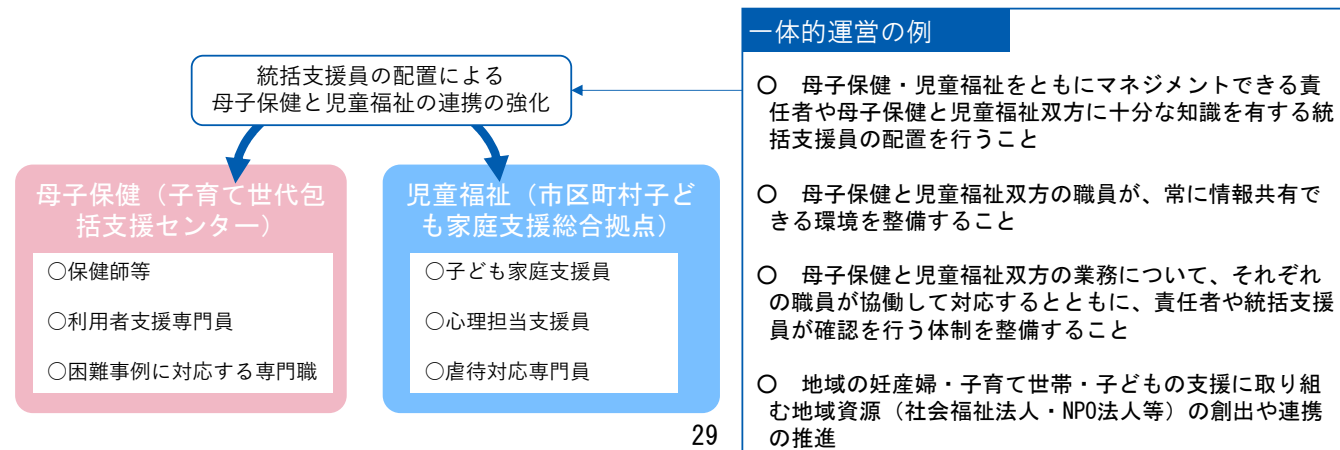 統括支援員の配置による
母子保健と児童福祉の連携の強化
母子保健（子育て世代包
括支援センター）
○保健師等
○利用者支援専門員
○困難事例に対応する専門職
児童福祉（市区町村子ど
も家庭支援総合拠点）
○子ども家庭支援員
○心理担当支援員
○虐待対応専門員
一体的運営の例
○　母子保健・児童福祉をともにマネジメントできる責
任者や母子保健と児童福祉双方に十分な知識を有する統
括支援員の配置を行うこと
○　母子保健と児童福祉双方の職員が、常に情報共有で
きる環境を整備すること
○　母子保健と児童福祉双方の業務について、それぞれ
の職員が協働して対応するとともに、責任者や統括支援
員が確認を行う体制を整備すること
○　地域の妊産婦・子育て世帯・子どもの支援に取り組
む地域資源（社会福祉法人・NPO法人等）の創出や連携
の推進
29